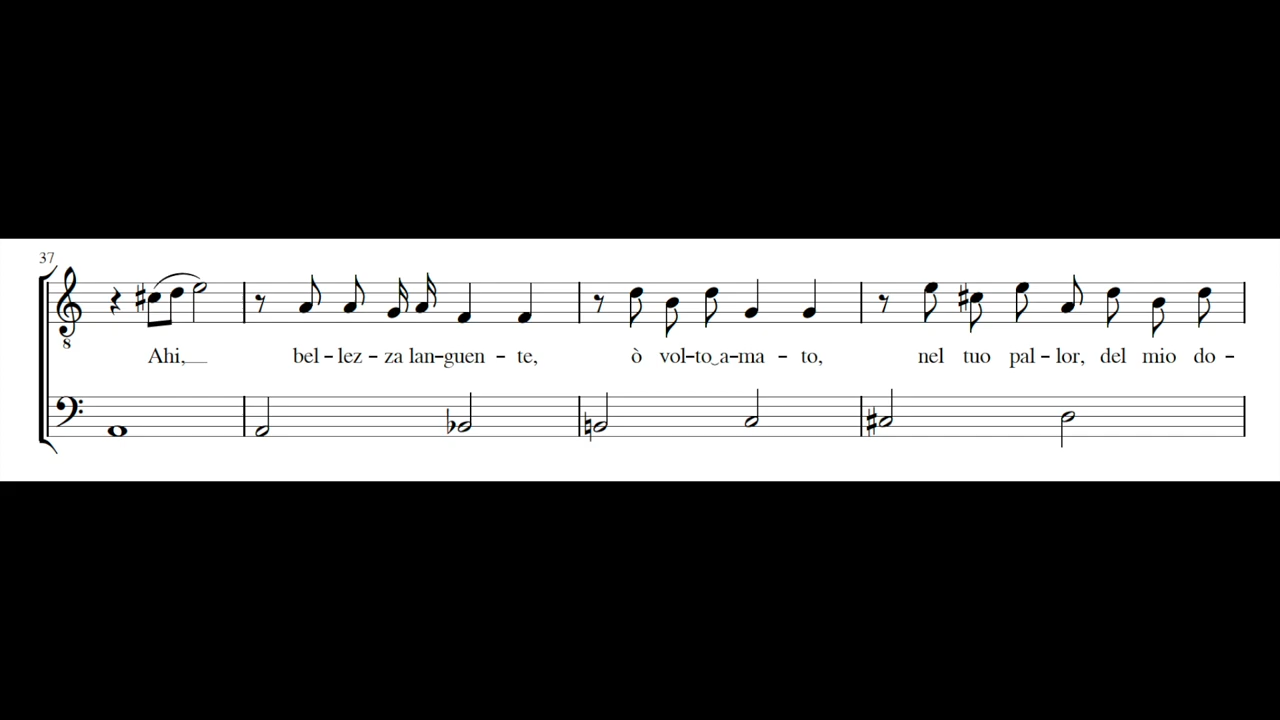 37
8
Ahi, bel – lez – za lan–guen – te, ò vol–to‿a–ma – to, nel tuo pal – lor, del mio do –